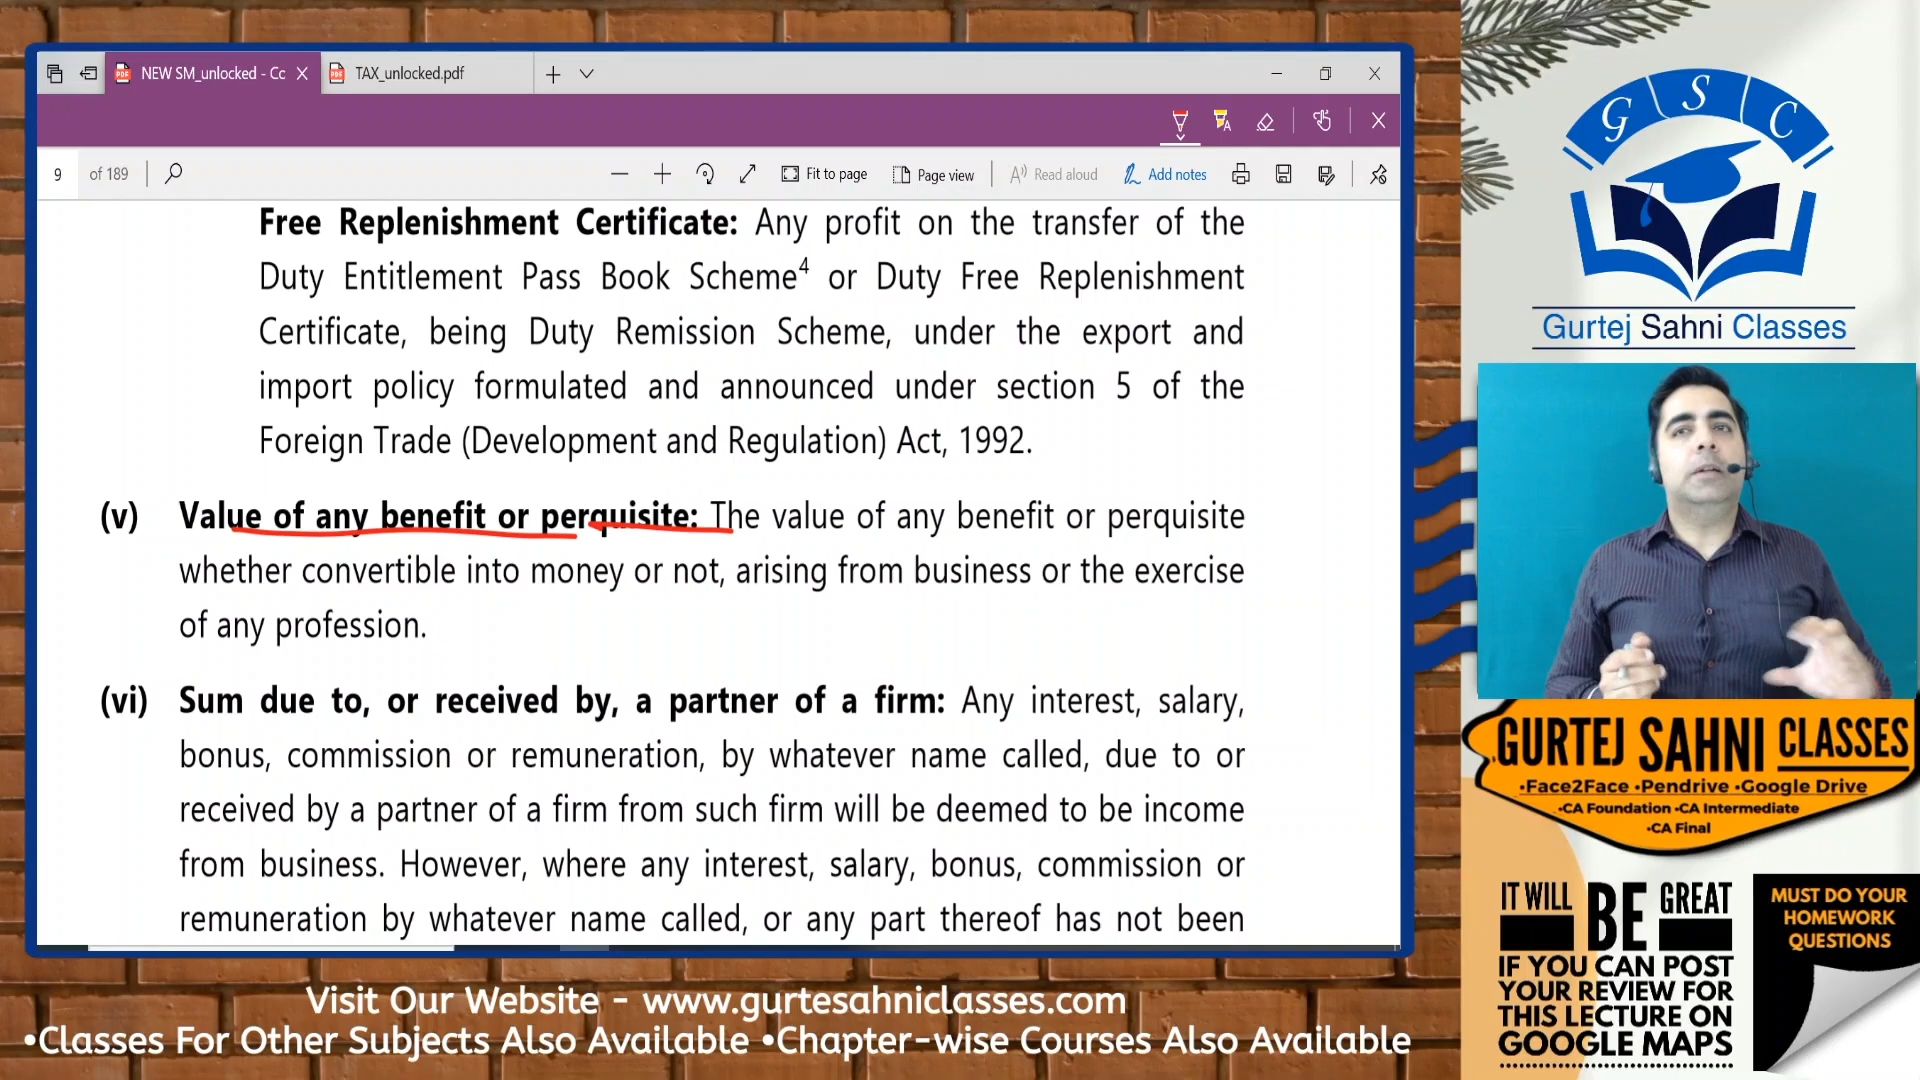 NEW SM_unlocked - Cc
TAX_unlocked.pdf
9 of 189
Fit to page
Page view
Read aloud
Add notes
Free Replenishment Certificate: Any profit on the transfer of the
Duty Entitlement Pass Book Scheme4 or Duty Free Replenishment
Certificate, being Duty Remission Scheme, under the export and
import policy formulated and announced under section 5 of the
Foreign Trade (Development and Regulation) Act, 1992.
(v) Value of any benefit or perquisite: The value of any benefit or perquisite
whether convertible into money or not, arising from business or the exercise
of any profession.
(vi) Sum due to, or received by, a partner of a firm: Any interest, salary,
bonus, commission or remuneration, by whatever name called, due to or
received by a partner of a firm from such firm will be deemed to be income
from business. However, where any interest, salary, bonus, commission or
remuneration by whatever name called, or any part thereof has not been
GSC
Gurtej Sahni Classes
GURTEJ SAHNI CLASSES
•Face2Face •Pendrive •Google Drive
•CA Foundation •CA Intermediate
•CA Final
IT WILL BE GREAT
IF YOU CAN POST
YOUR REVIEW FOR
THIS LECTURE ON
GOOGLE MAPS
MUST DO YOUR
HOMEWORK
QUESTIONS
Visit Our Website - www.gurtesahniclasses.com
•Classes For Other Subjects Also Available •Chapter-wise Courses Also Available